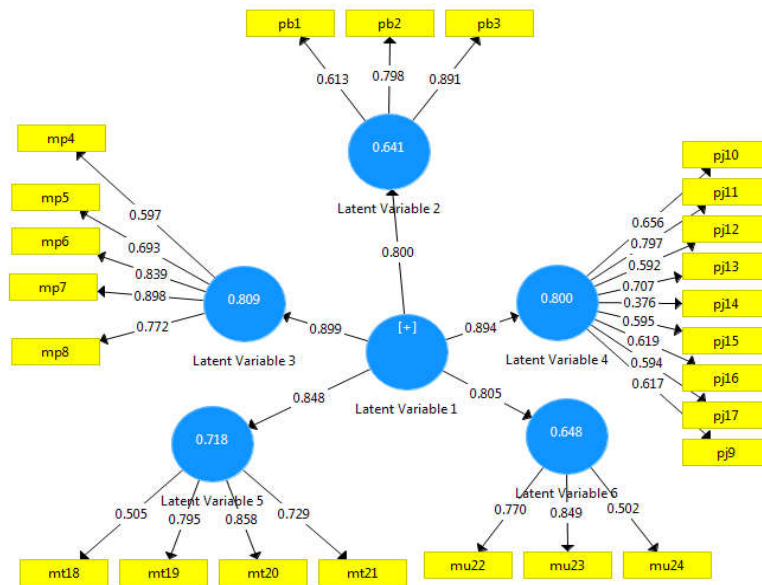 pb1
pb2
pb3
0.613
0.798
0.891
0.641
Latent Variable 2
0.800
mp4
mp5
mp6
mp7
mp8
0.597
0.693
0.839
0.898
0.772
0.809
Latent Variable 3
0.899
[+]
Latent Variable 1
0.894
0.800
Latent Variable 4
0.656
0.797
0.592
0.707
0.376
0.595
0.619
0.594
0.617
pj10
pj11
pj12
pj13
pj14
pj15
pj16
pj17
pj9
0.848
0.718
Latent Variable 5
0.505
0.795
0.858
0.729
mt18
mt19
mt20
mt21
0.805
0.648
Latent Variable 6
0.770
0.849
0.502
mu22
mu23
mu24